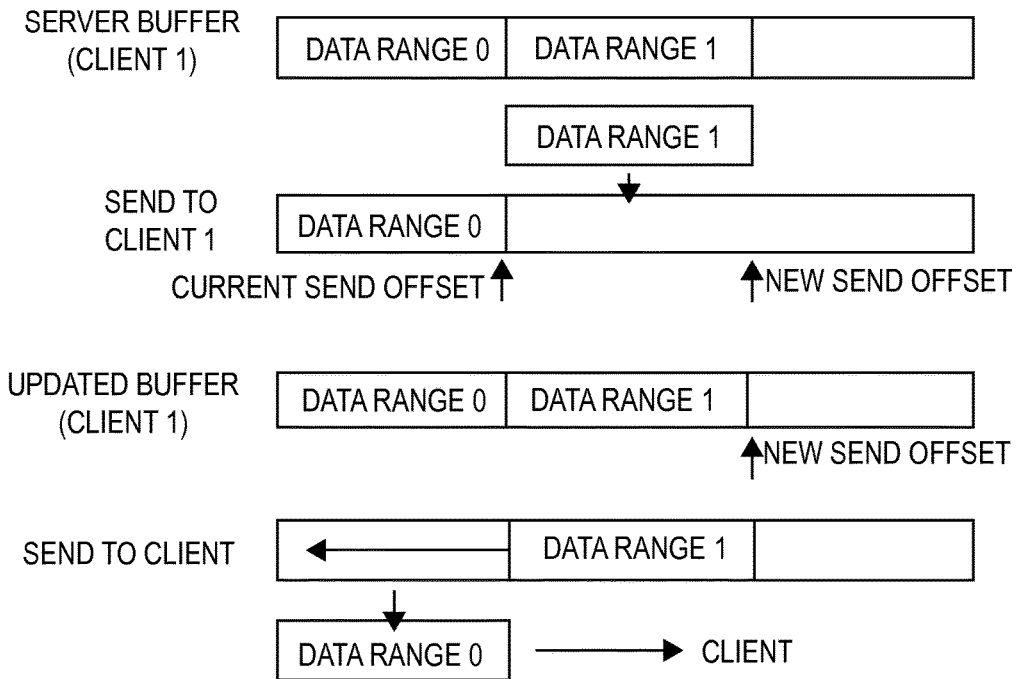 SERVER BUFFER
(CLIENT 1)
DATA RANGE 0
DATA RANGE 1
DATA RANGE 1
SEND TO
CLIENT 1
DATA RANGE 0
CURRENT SEND OFFSET
NEW SEND OFFSET
UPDATED BUFFER
(CLIENT 1)
DATA RANGE 0
DATA RANGE 1
NEW SEND OFFSET
SEND TO CLIENT
DATA RANGE 1
DATA RANGE 0
CLIENT